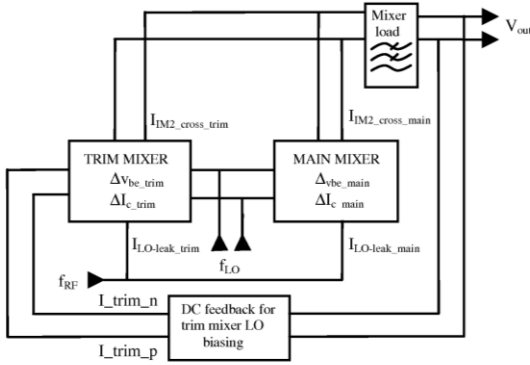 Mixer
load
V_out
I_IM2_cross_trim
I_IM2_cross_main
TRIM MIXER
Δv_be_trim
ΔI_c_trim
MAIN MIXER
Δ_vbe_main
ΔI_c_main
I_LO-leak_trim
f_LO
I_LO-leak_main
f_RF
I_trim_n
DC feedback for
trim mixer LO
biasing
I_trim_p